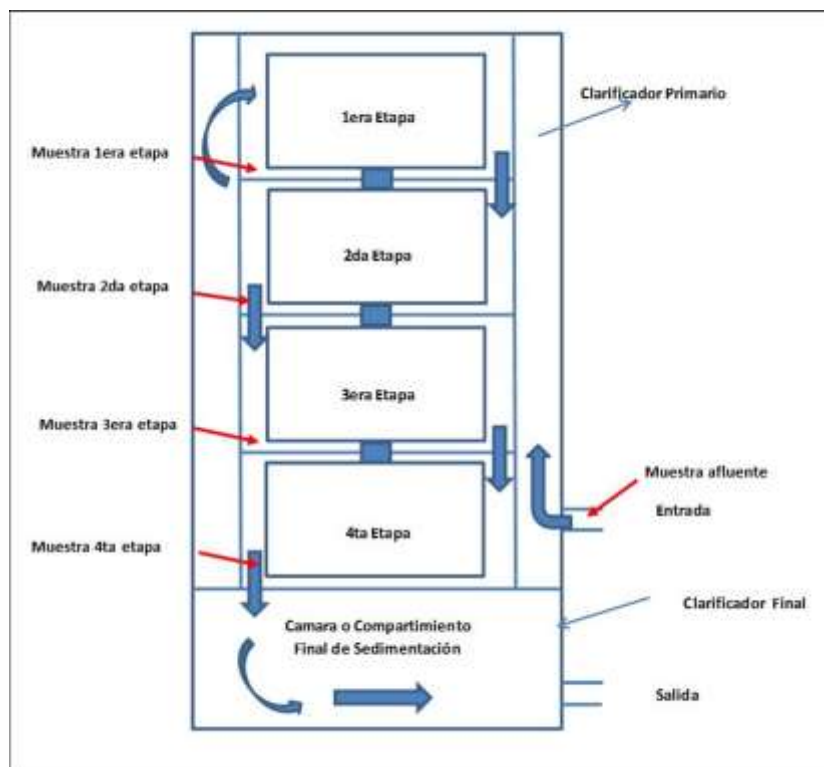 1era Etapa
Clarificador Primario
Muestra 1era etapa
2da Etapa
Muestra 2da etapa
3era Etapa
Muestra 3era etapa
Muestra afluente
Entrada
4ta Etapa
Muestra 4ta etapa
Clarificador Final
Camara o Compartimiento
Final de Sedimentación
Salida